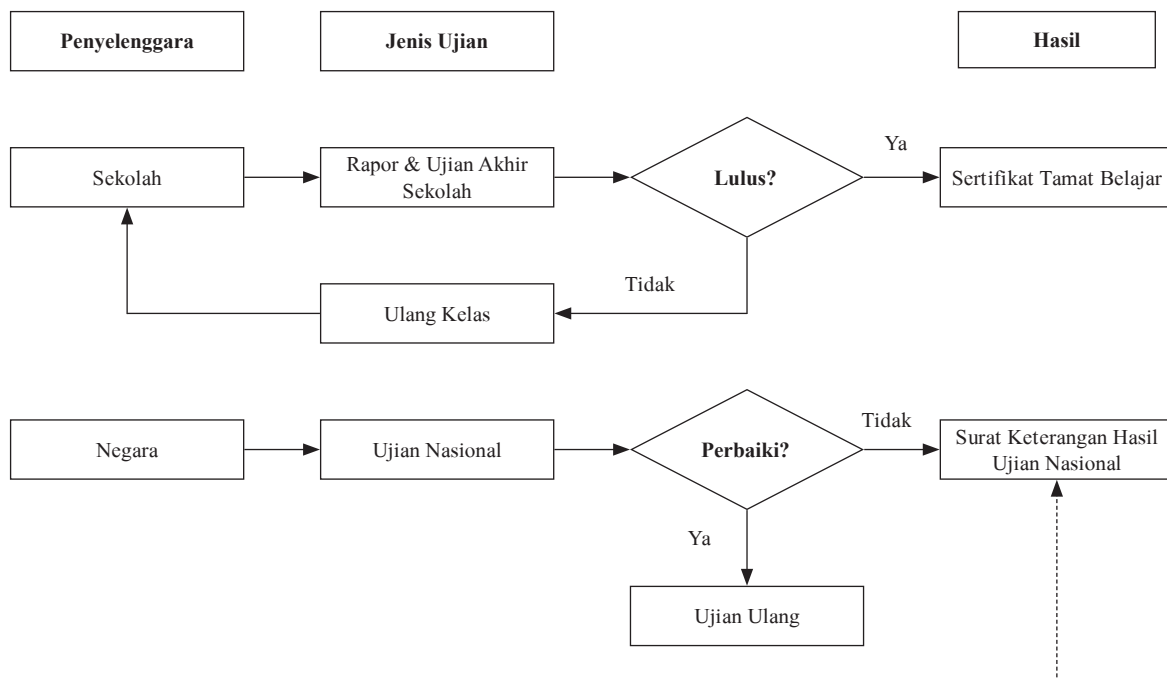 Penyelenggara
Jenis Ujian
Hasil
Sekolah
Rapor & Ujian Akhir
Sekolah
Lulus?
Ya
Sertifikat Tamat Belajar
Tidak
Ulang Kelas
Negara
Ujian Nasional
Perbaiki?
Tidak
Surat Keterangan Hasil
Ujian Nasional
Ya
Ujian Ulang